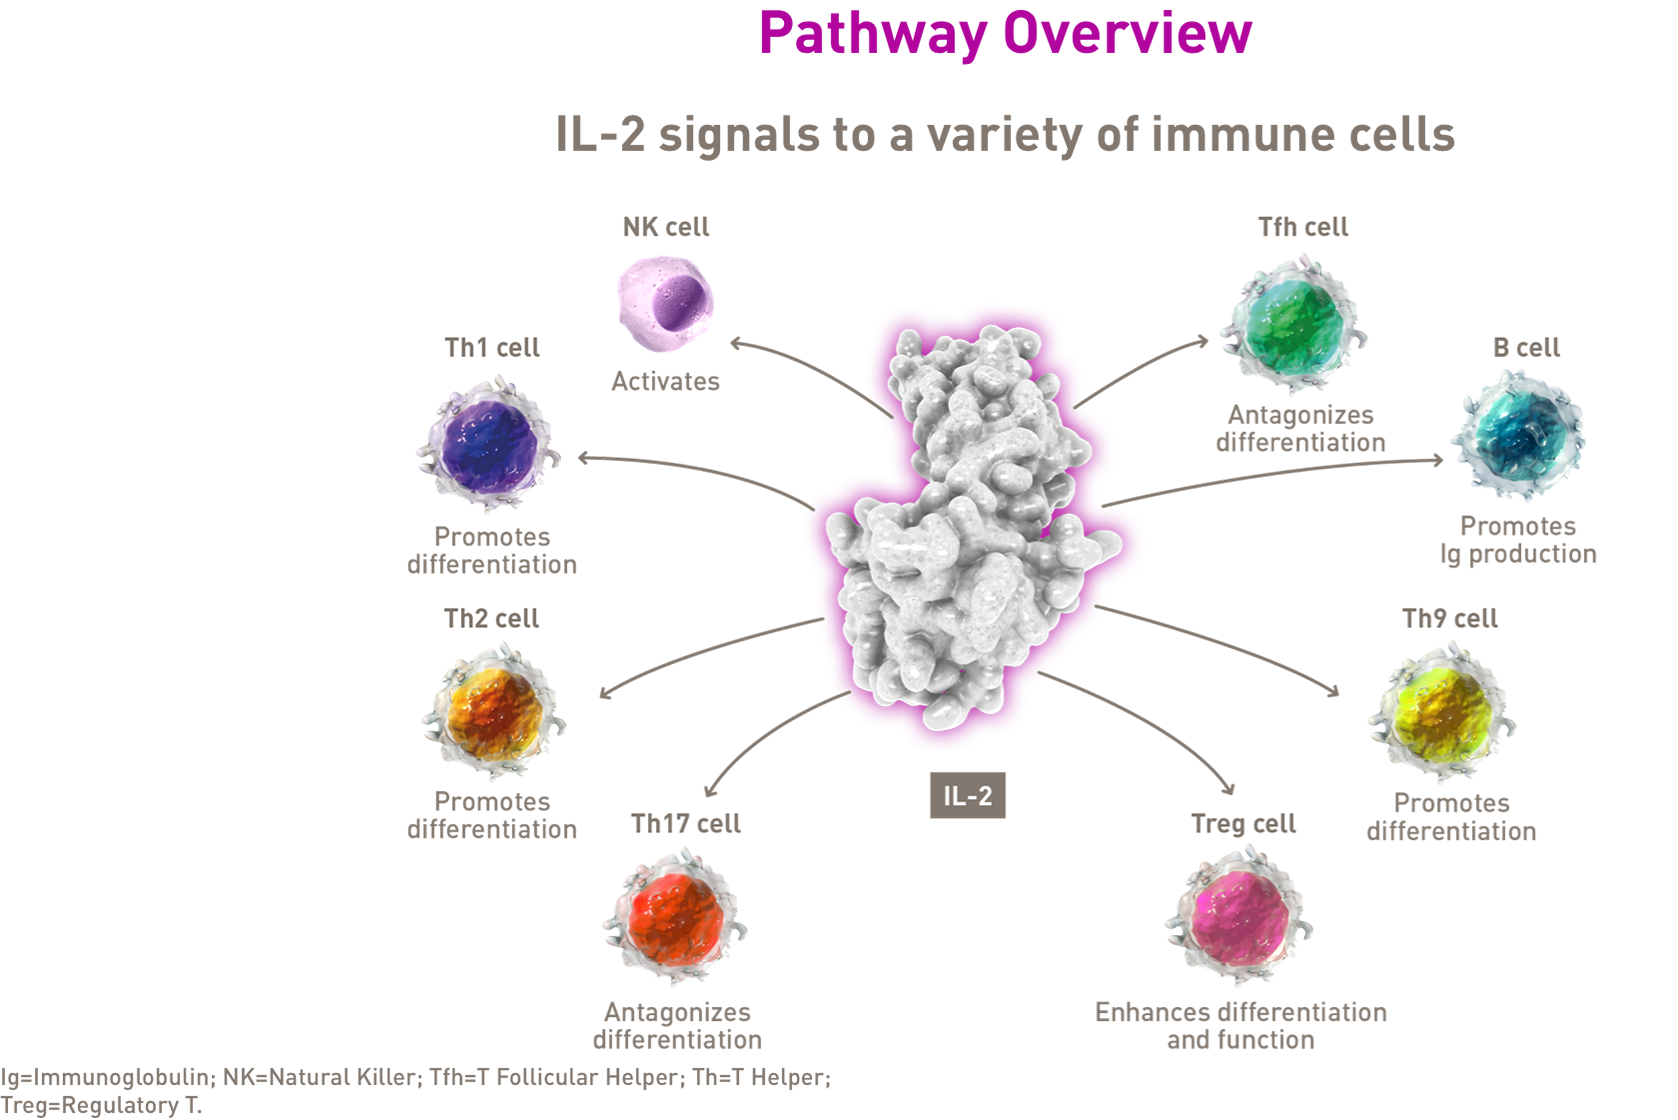 Pathway Overview
IL-2 signals to a variety of immune cells
NK cell
Activates
Tfh cell
Antagonizes
differentiation
Th1 cell
Promotes
differentiation
B cell
Promotes
Ig production
Th2 cell
Promotes
differentiation
Th9 cell
Promotes
differentiation
IL-2
Th17 cell
Antagonizes
differentiation
Treg cell
Enhances differentiation
and function
Ig=Immunoglobulin; NK=Natural Killer; Tfh=T Follicular Helper; Th=T Helper;
Treg=Regulatory T.